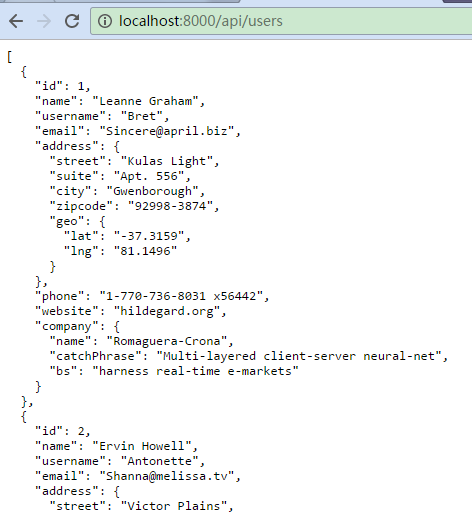 localhost:8000/api/users
[
  {
    "id": 1,
    "name": "Leanne Graham",
    "username": "Bret",
    "email": "Sincere@april.biz",
    "address": {
      "street": "Kulas Light",
      "suite": "Apt. 556",
      "city": "Gwenborough",
      "zipcode": "92998-3874",
      "geo": {
        "lat": "-37.3159",
        "lng": "81.1496"
      }
    },
    "phone": "1-770-736-8031 x56442",
    "website": "hildegard.org",
    "company": {
      "name": "Romaguera-Crona",
      "catchPhrase": "Multi-layered client-server neural-net",
      "bs": "harness real-time e-markets"
    }
  },
  {
    "id": 2,
    "name": "Ervin Howell",
    "username": "Antonette",
    "email": "Shanna@melissa.tv",
    "address": {
      "street": "Victor Plains",